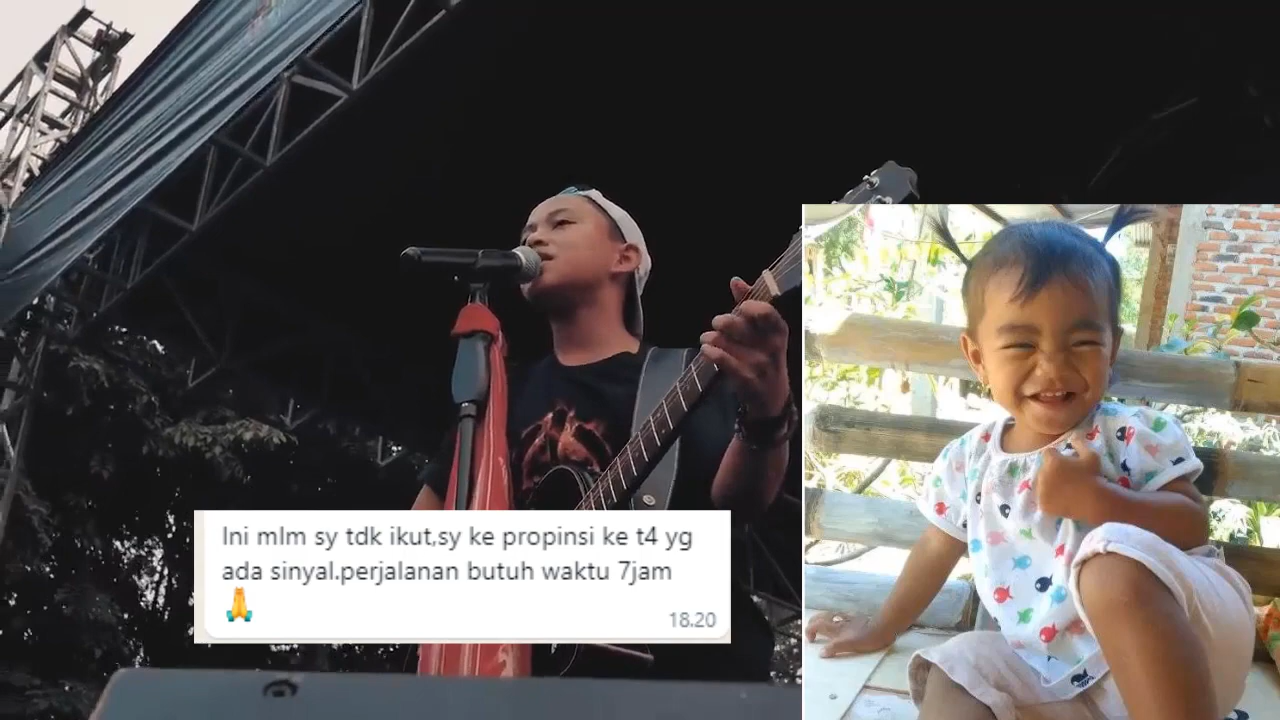 Ini mlm sy tdk ikut,sy ke propinsi ke t4 yg
ada sinyal.perjalanan butuh waktu 7jam
🙏
18.20